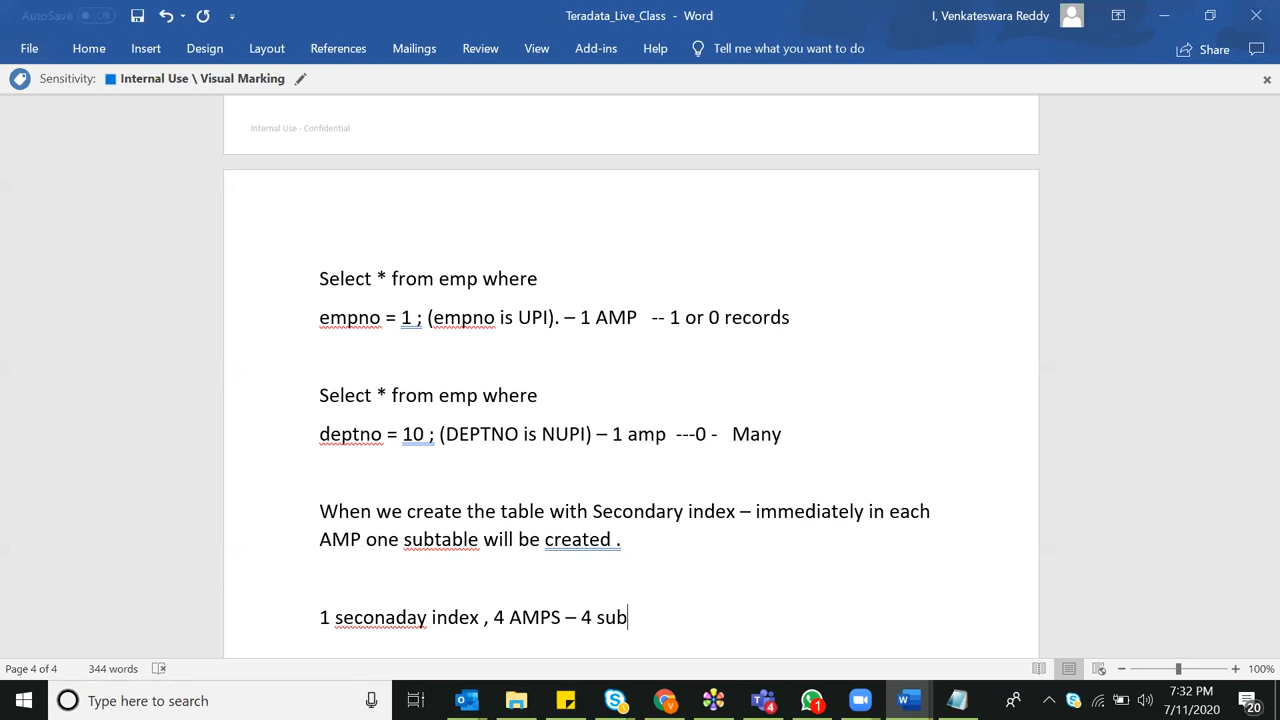 AutoSave Off Teradata_Live_Class - Word I, Venkateswara Reddy
File Home Insert Design Layout References Mailings Review View Add-ins Help Tell me what you want to do Share
Sensitivity: Internal Use \ Visual Marking
Internal Use - Confidential
Select * from emp where
empno = 1 ; (empno is UPI). – 1 AMP -- 1 or 0 records
Select * from emp where
deptno = 10 ; (DEPTNO is NUPI) – 1 amp ---0 - Many
When we create the table with Secondary index – immediately in each
AMP one subtable will be created .
1 seconaday index , 4 AMPS – 4 sub
Page 4 of 4 344 words 100%
Type here to search 7:32 PM
7/11/2020